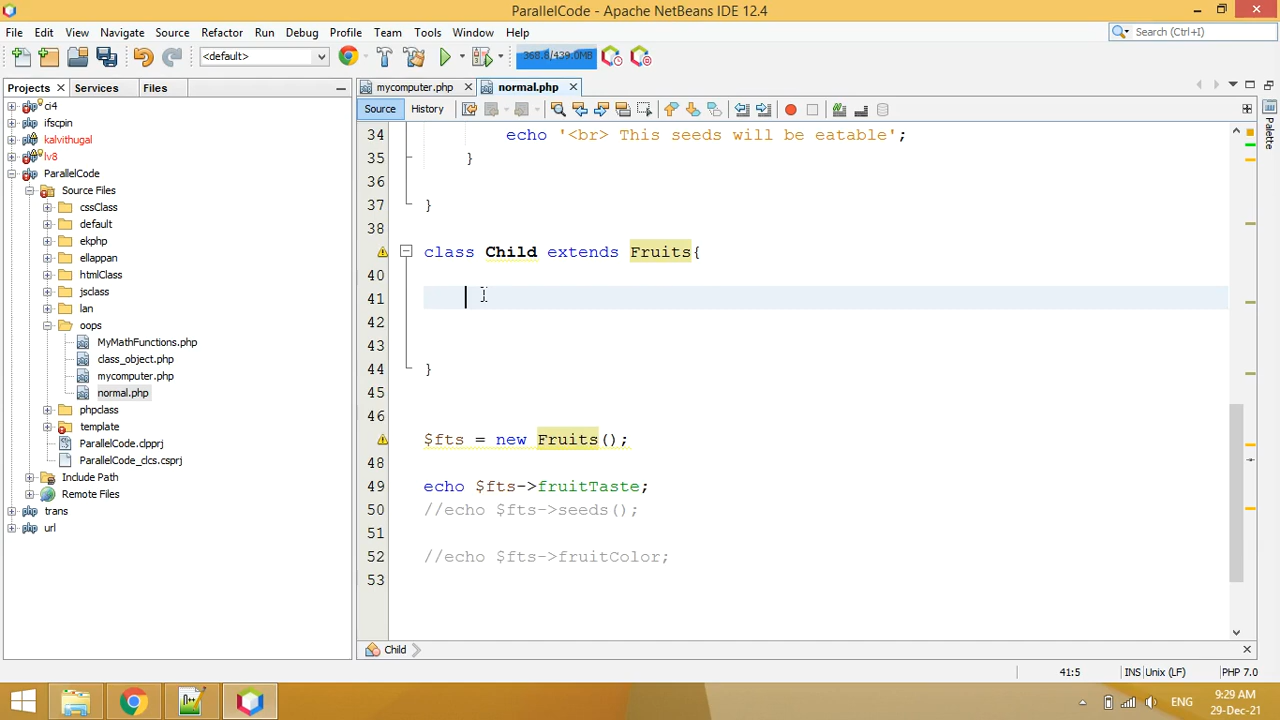 ParallelCode - Apache NetBeans IDE 12.4
File Edit View Navigate Source Refactor Run Debug Profile Team Tools Window Help
Search (Ctrl+I)
<default>
368.8/439.0MB
Projects Services Files
mycomputer.php normal.php
Source History
ci4
ifscpin
kalvithugal
lv8
ParallelCode
Source Files
cssClass
default
ekphp
ellappan
htmlClass
jsclass
lan
oops
MyMathFunctions.php
class_object.php
mycomputer.php
normal.php
phpclass
template
ParallelCode.clpprj
ParallelCode_clcs.csprj
Include Path
Remote Files
trans
url
34 echo '<br> This seeds will be eatable';
35 }
36
37 }
38
class Child extends Fruits{
40
41
42
43
44 }
45
46
$fts = new Fruits();
48
49 echo $fts->fruitTaste;
50 //echo $fts->seeds();
51
52 //echo $fts->fruitColor;
53
Palette
Child
41:5 INS Unix (LF) PHP 7.0
ENG
9:29 AM
29-Dec-21